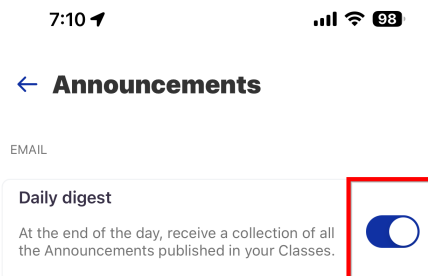 7:10
98
Announcements
EMAIL
Daily digest
At the end of the day, receive a collection of all
the Announcements published in your Classes.